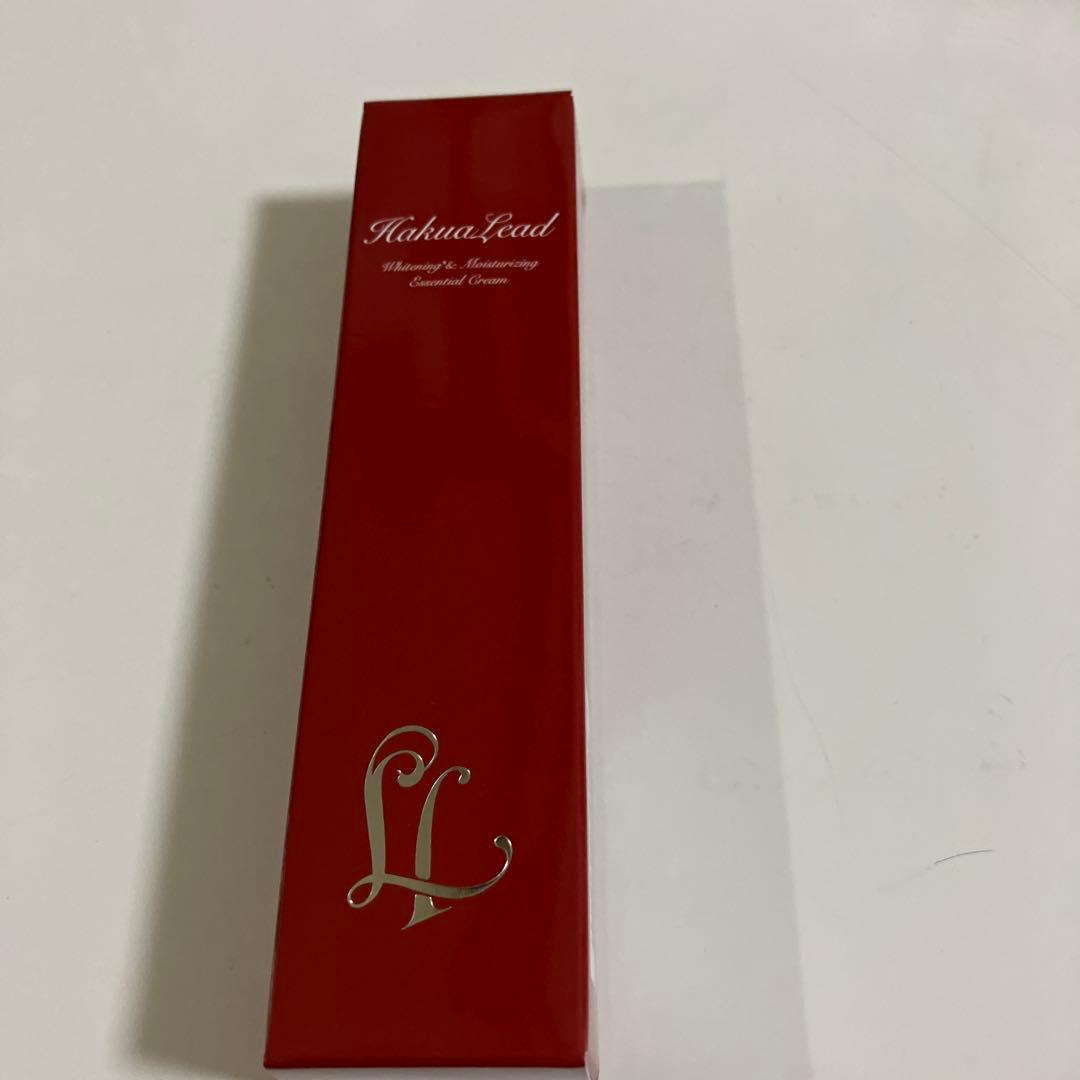 HakuaLead
Whitening*& Moisturizing
Essential Cream